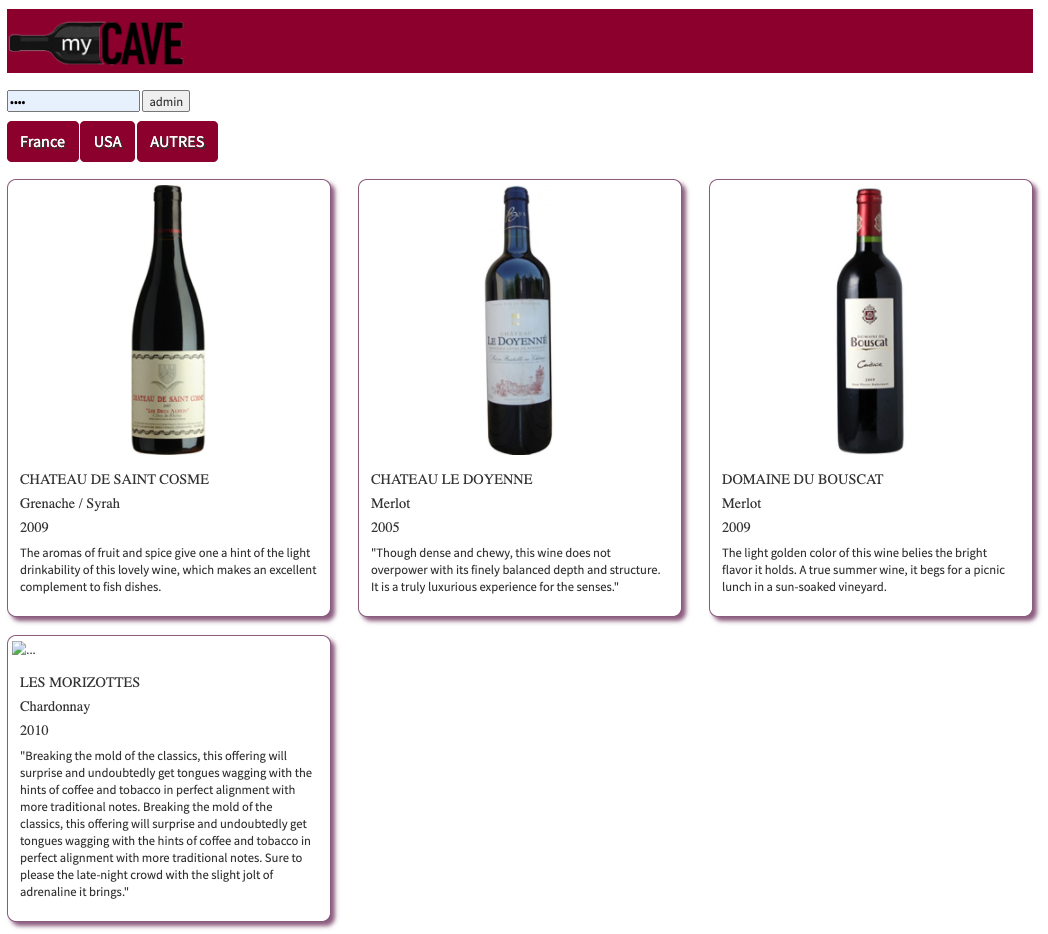 my CAVE
•••• admin
France USA AUTRES
CHATEAU DE SAINT COSME
LE DOYENNÉ
Bouscat
CHATEAU DE SAINT COSME
Grenache / Syrah
2009
The aromas of fruit and spice give one a hint of the light
drinkability of this lovely wine, which makes an excellent
complement to fish dishes.
CHATEAU LE DOYENNE
Merlot
2005
"Though dense and chewy, this wine does not
overpower with its finely balanced depth and structure.
It is a truly luxurious experience for the senses."
DOMAINE DU BOUSCAT
Merlot
2009
The light golden color of this wine belies the bright
flavor it holds. A true summer wine, it begs for a picnic
lunch in a sun-soaked vineyard.
...
LES MORIZOTTES
Chardonnay
2010
"Breaking the mold of the classics, this offering will
surprise and undoubtedly get tongues wagging with the
hints of coffee and tobacco in perfect alignment with
more traditional notes. Breaking the mold of the
classics, this offering will surprise and undoubtedly get
tongues wagging with the hints of coffee and tobacco in
perfect alignment with more traditional notes. Sure to
please the late-night crowd with the slight jolt of
adrenaline it brings."